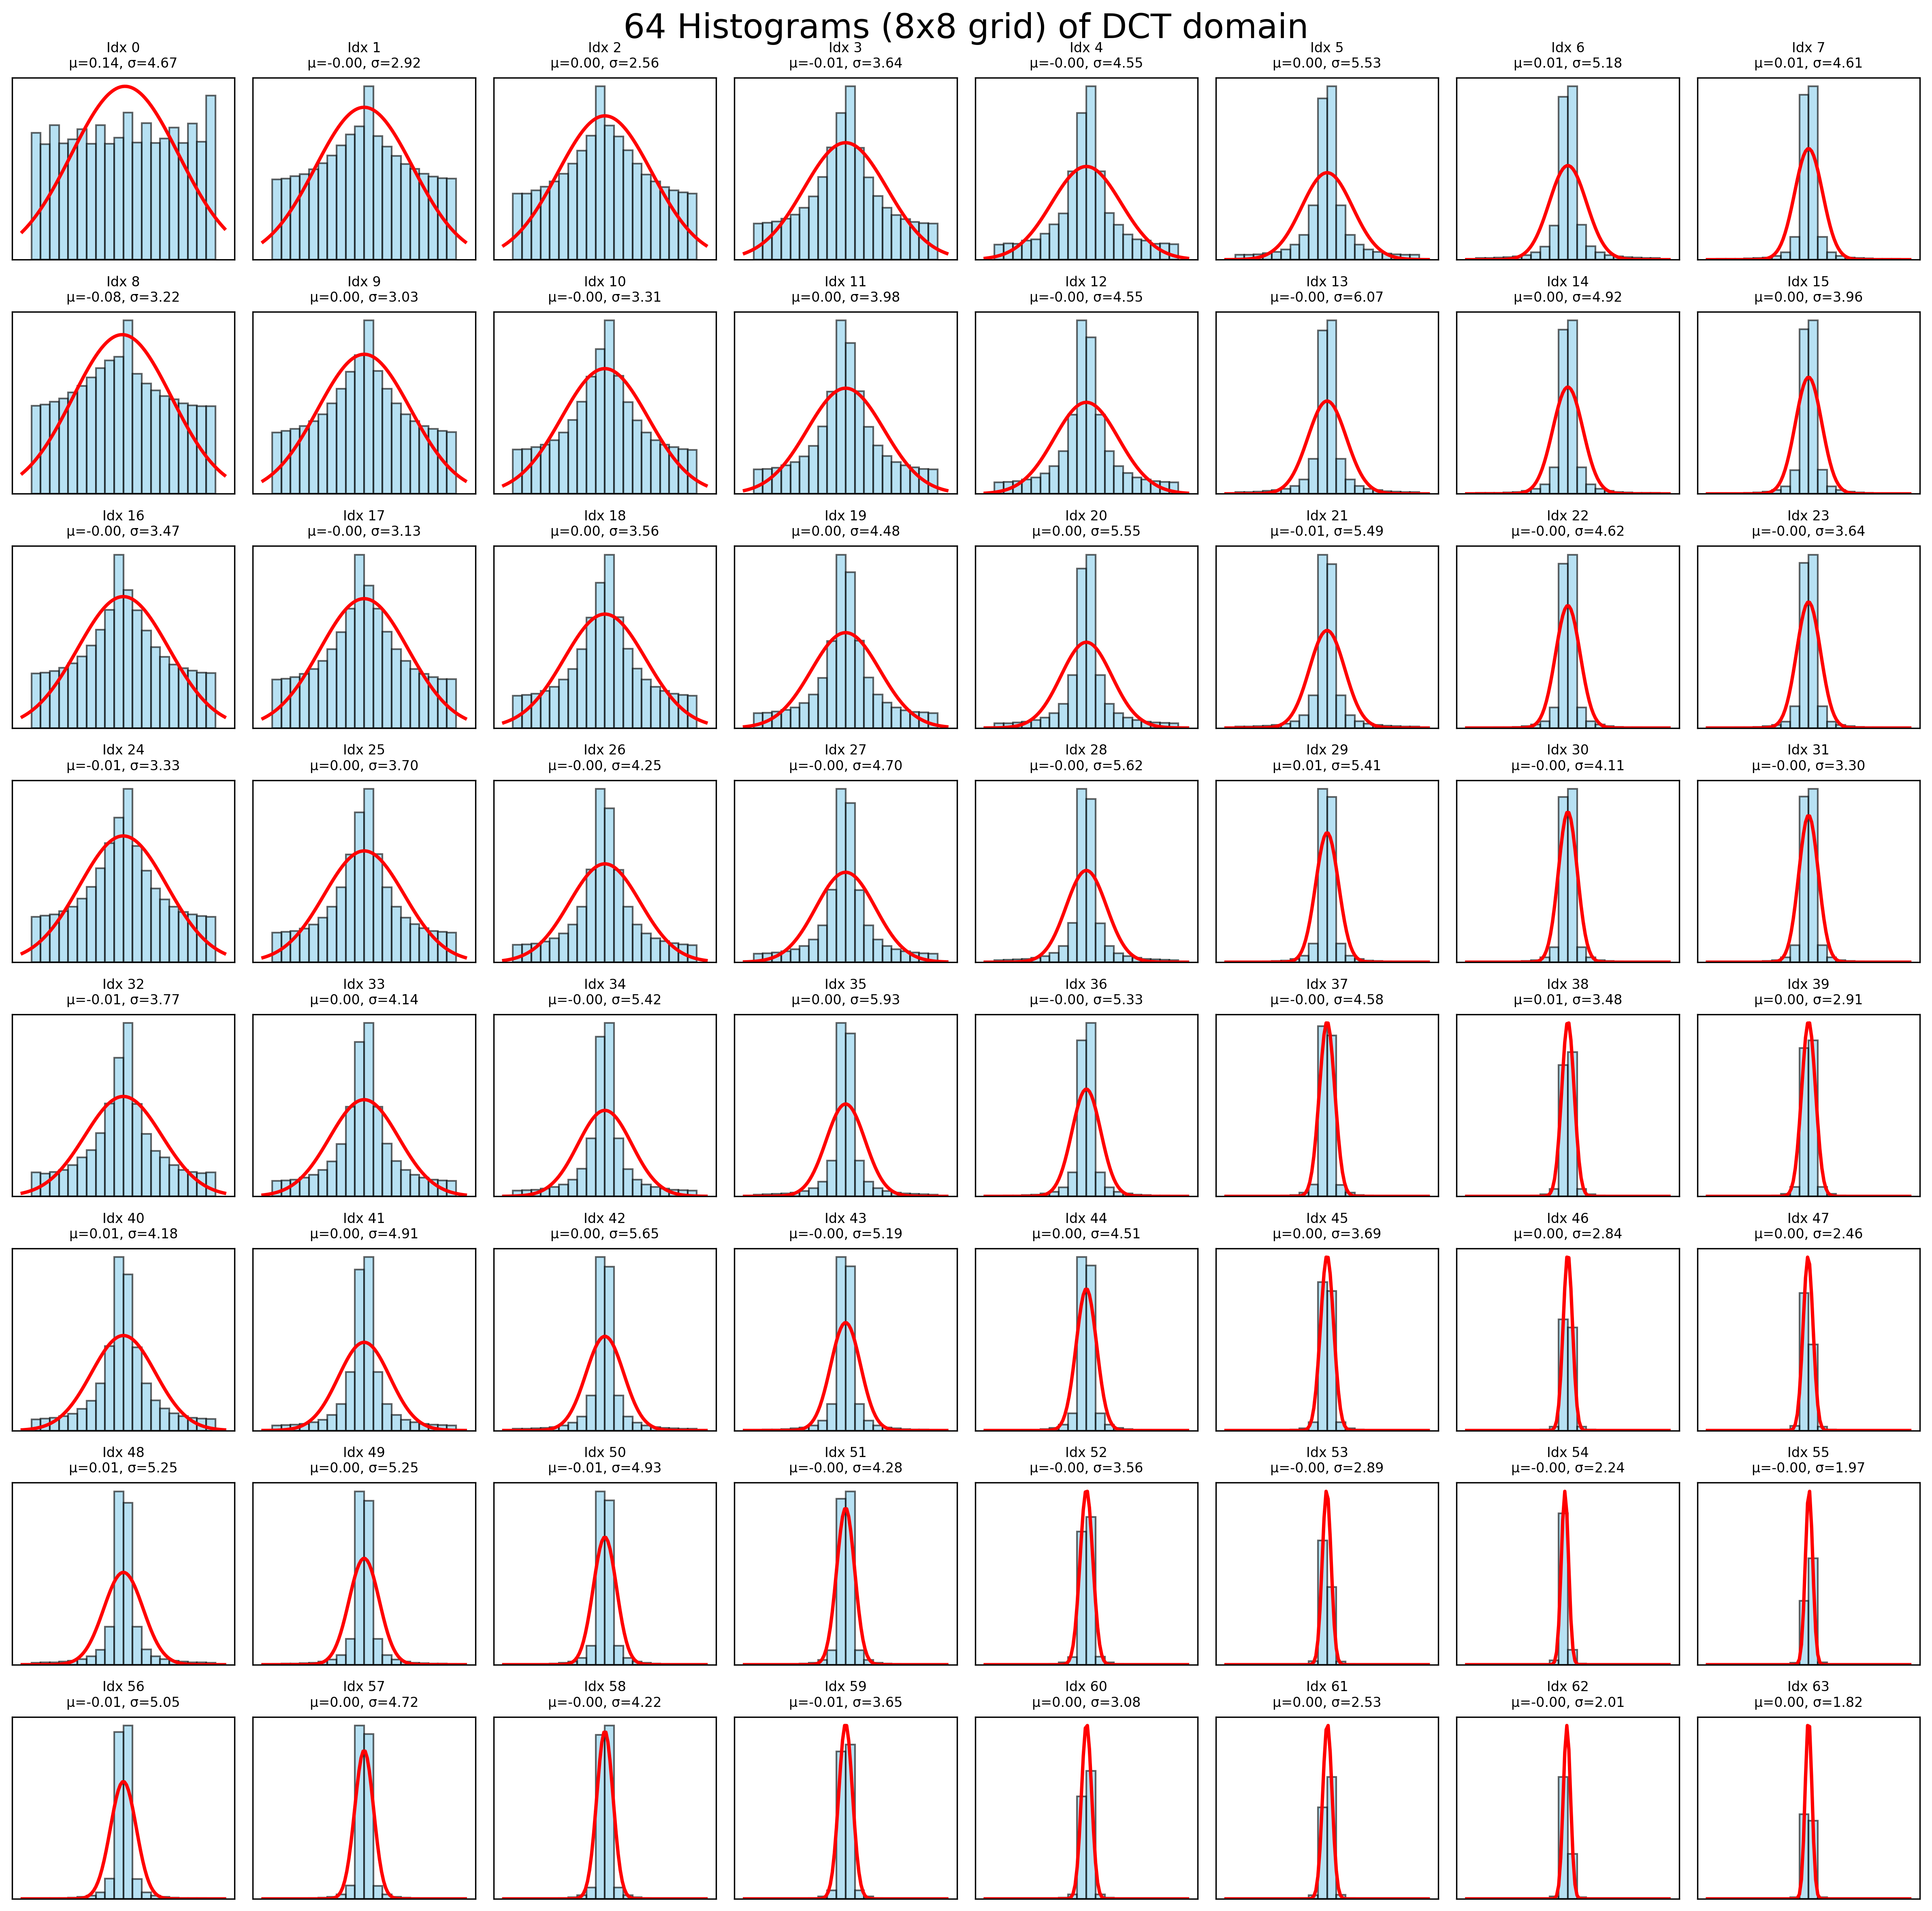 64 Histograms (8x8 grid) of DCT domain
Idx 0
μ=0.14, σ=4.67
Idx 1
μ=-0.00, σ=2.92
Idx 2
μ=0.00, σ=2.56
Idx 3
μ=-0.01, σ=3.64
Idx 4
μ=-0.00, σ=4.55
Idx 5
μ=0.00, σ=5.53
Idx 6
μ=0.01, σ=5.18
Idx 7
μ=0.01, σ=4.61
Idx 8
μ=-0.08, σ=3.22
Idx 9
μ=0.00, σ=3.03
Idx 10
μ=-0.00, σ=3.31
Idx 11
μ=0.00, σ=3.98
Idx 12
μ=-0.00, σ=4.55
Idx 13
μ=-0.00, σ=6.07
Idx 14
μ=0.00, σ=4.92
Idx 15
μ=0.00, σ=3.96
Idx 16
μ=-0.00, σ=3.47
Idx 17
μ=-0.00, σ=3.13
Idx 18
μ=0.00, σ=3.56
Idx 19
μ=0.00, σ=4.48
Idx 20
μ=0.00, σ=5.55
Idx 21
μ=-0.01, σ=5.49
Idx 22
μ=-0.00, σ=4.62
Idx 23
μ=-0.00, σ=3.64
Idx 24
μ=-0.01, σ=3.33
Idx 25
μ=0.00, σ=3.70
Idx 26
μ=-0.00, σ=4.25
Idx 27
μ=-0.00, σ=4.70
Idx 28
μ=-0.00, σ=5.62
Idx 29
μ=0.01, σ=5.41
Idx 30
μ=-0.00, σ=4.11
Idx 31
μ=-0.00, σ=3.30
Idx 32
μ=-0.01, σ=3.77
Idx 33
μ=0.00, σ=4.14
Idx 34
μ=-0.00, σ=5.42
Idx 35
μ=0.00, σ=5.93
Idx 36
μ=-0.00, σ=5.33
Idx 37
μ=-0.00, σ=4.58
Idx 38
μ=0.01, σ=3.48
Idx 39
μ=0.00, σ=2.91
Idx 40
μ=0.01, σ=4.18
Idx 41
μ=0.00, σ=4.91
Idx 42
μ=0.00, σ=5.65
Idx 43
μ=-0.00, σ=5.19
Idx 44
μ=0.00, σ=4.51
Idx 45
μ=0.00, σ=3.69
Idx 46
μ=0.00, σ=2.84
Idx 47
μ=0.00, σ=2.46
Idx 48
μ=0.01, σ=5.25
Idx 49
μ=0.00, σ=5.25
Idx 50
μ=-0.01, σ=4.93
Idx 51
μ=-0.00, σ=4.28
Idx 52
μ=-0.00, σ=3.56
Idx 53
μ=-0.00, σ=2.89
Idx 54
μ=-0.00, σ=2.24
Idx 55
μ=-0.00, σ=1.97
Idx 56
μ=-0.01, σ=5.05
Idx 57
μ=0.00, σ=4.72
Idx 58
μ=-0.00, σ=4.22
Idx 59
μ=-0.01, σ=3.65
Idx 60
μ=0.00, σ=3.08
Idx 61
μ=0.00, σ=2.53
Idx 62
μ=-0.00, σ=2.01
Idx 63
μ=0.00, σ=1.82